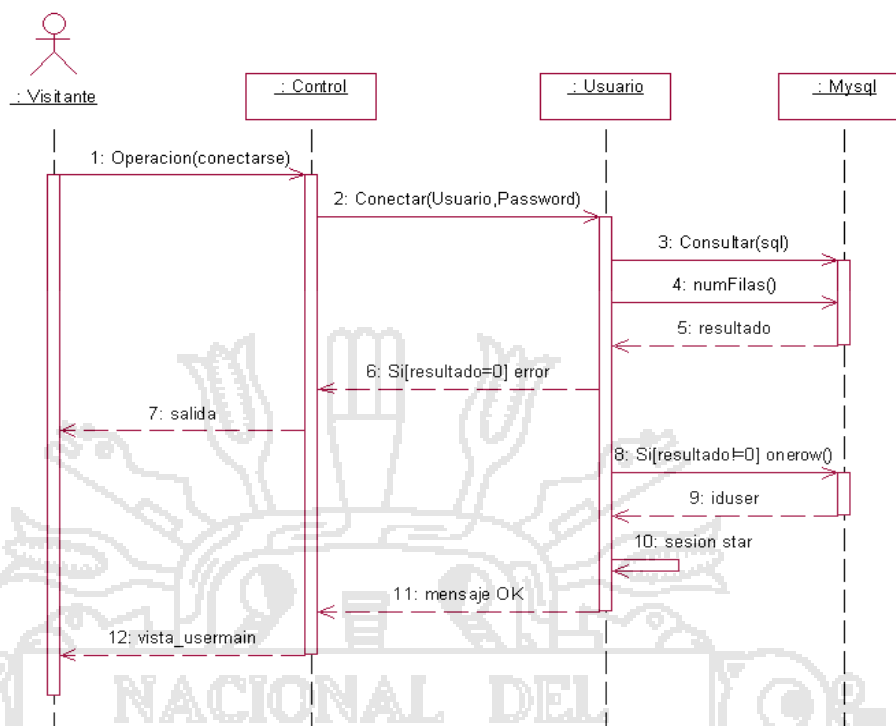 : Visitante
: Control
: Usuario
: Mysql
1: Operacion(conectarse)
2: Conectar(Usuario,Password)
3: Consultar(sql)
4: numFilas()
5: resultado
6: Si[resultado=0] error
7: salida
8: Si[resultado!=0] onerow()
9: iduser
10: sesion star
11: mensaje OK
12: vista_usermain
NACIONAL DEL